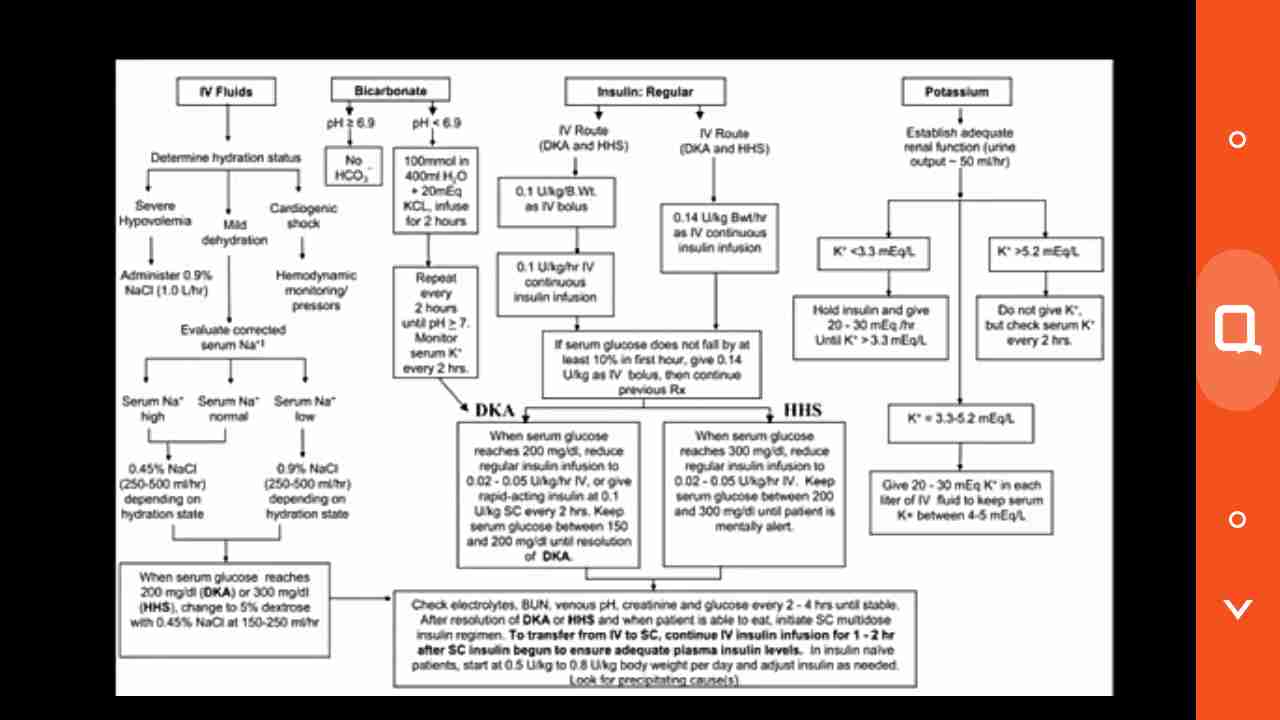 IV Fluids
Determine hydration status
Severe
Hypovolemia
Mild
dehydration
Cardiogenic
shock
Administer 0.9%
NaCl (1.0 L/hr)
Hemodynamic
monitoring/
pressors
Evaluate corrected
serum Na⁺‡
Serum Na⁺
high
Serum Na⁺
normal
Serum Na⁺
low
0.45% NaCl
(250-500 ml/hr)
depending on
hydration state
0.9% NaCl
(250-500 ml/hr)
depending on
hydration state
When serum glucose reaches
200 mg/dl (DKA) or 300 mg/dl
(HHS), change to 5% dextrose
with 0.45% NaCl at 150-250 ml/hr
Bicarbonate
pH ≥ 6.9
pH < 6.9
No
HCO₃⁻
100mmol in
400ml H₂O
+ 20mEq
KCL, infuse
for 2 hours
Repeat
every
2 hours
until pH ≥ 7.
Monitor
serum K⁺
every 2 hrs.
Insulin: Regular
IV Route
(DKA and HHS)
IV Route
(DKA and HHS)
0.1 U/kg/B.Wt.
as IV bolus
0.1 U/kg/hr IV
continuous
insulin infusion
0.14 U/kg Bwt/hr
as IV continuous
insulin infusion
If serum glucose does not fall by at
least 10% in first hour, give 0.14
U/kg as IV bolus, then continue
previous Rx
DKA
When serum glucose
reaches 200 mg/dl, reduce
regular insulin infusion to
0.02 - 0.05 U/kg/hr IV, or give
rapid-acting insulin at 0.1
U/kg SC every 2 hrs. Keep
serum glucose between 150
and 200 mg/dl until resolution
of DKA.
HHS
When serum glucose
reaches 300 mg/dl, reduce
regular insulin infusion to
0.02 - 0.05 U/kg/hr IV. Keep
serum glucose between 200
and 300 mg/dl until patient is
mentally alert.
Potassium
Establish adequate
renal function (urine
output ~ 50 ml/hr)
K⁺ <3.3 mEq/L
Hold insulin and give
20 - 30 mEq /hr
Until K⁺ > 3.3 mEq/L
K⁺ >5.2 mEq/L
Do not give K⁺,
but check serum K⁺
every 2 hrs.
K⁺ = 3.3-5.2 mEq/L
Give 20 - 30 mEq K⁺ in each
liter of IV fluid to keep serum
K+ between 4-5 mEq/L
Check electrolytes, BUN, venous pH, creatinine and glucose every 2 - 4 hrs until stable.
After resolution of DKA or HHS and when patient is able to eat, initiate SC multidose
insulin regimen. To transfer from IV to SC, continue IV insulin infusion for 1 - 2 hr
after SC insulin begun to ensure adequate plasma insulin levels. In insulin naïve
patients, start at 0.5 U/kg to 0.8 U/kg body weight per day and adjust insulin as needed.
Look for precipitating cause(s)